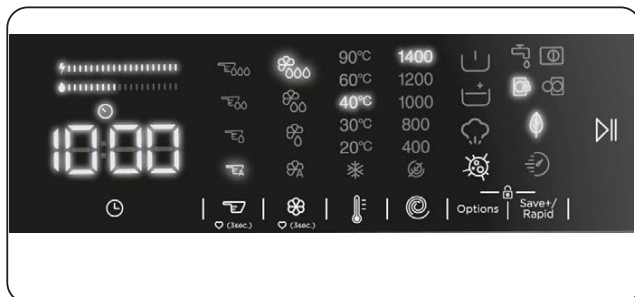 90°C 1400
60°C 1200
40°C 1000
30°C 800
20°C 400
10:00
A A
Options
Save+/
Rapid
(3sec.) (3sec.)